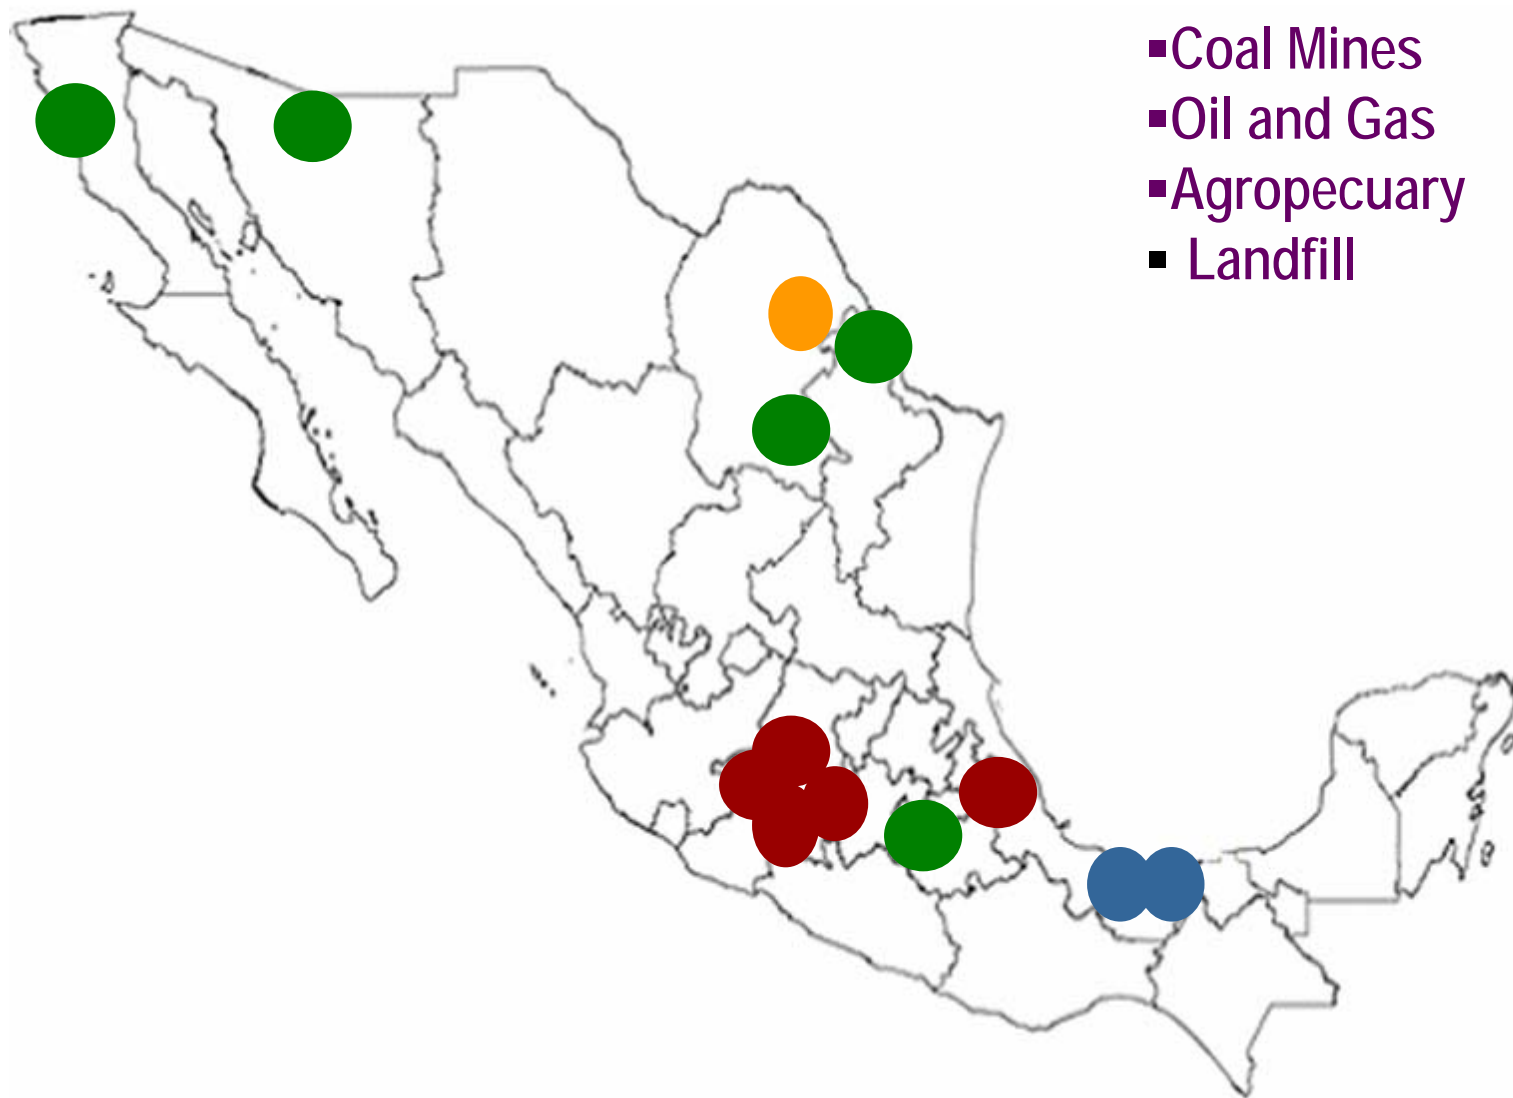 ▪Coal Mines
▪Oil and Gas
▪Agropecuary
▪ Landfill